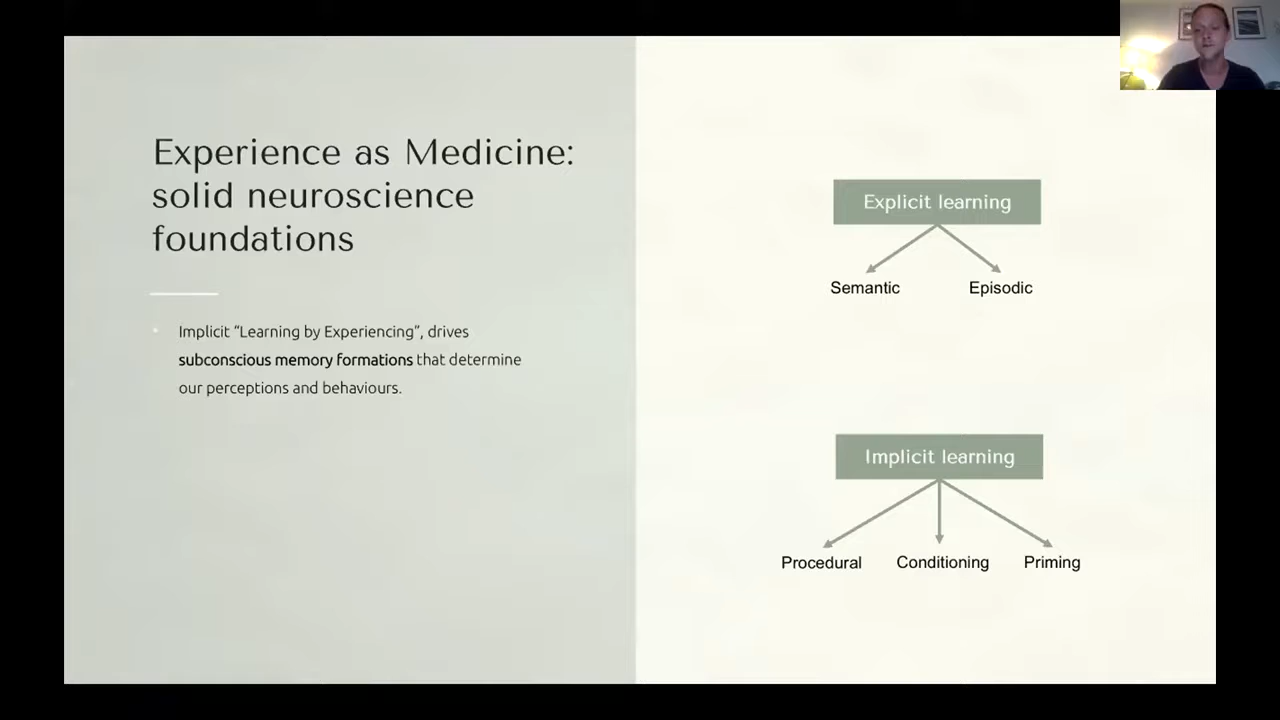 Experience as Medicine:
solid neuroscience
foundations
Implicit “Learning by Experiencing”, drives
subconscious memory formations that determine
our perceptions and behaviours.
Explicit learning
Semantic Episodic
Implicit learning
Procedural Conditioning Priming